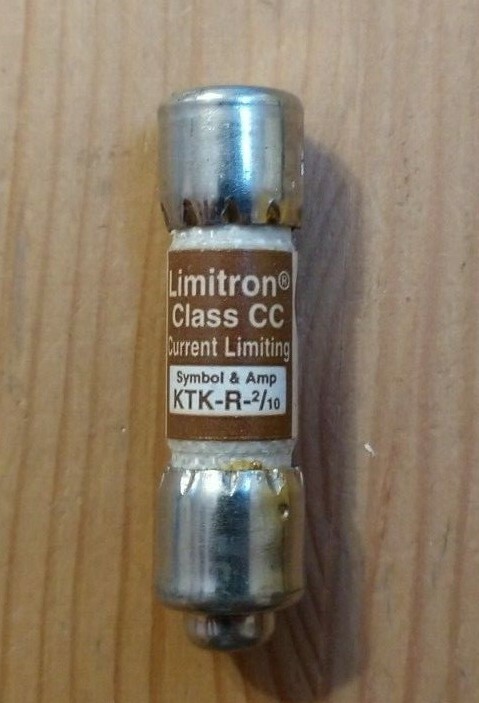 Limitron®
Class CC
Current Limiting
Symbol & Amp
KTK-R-2/10